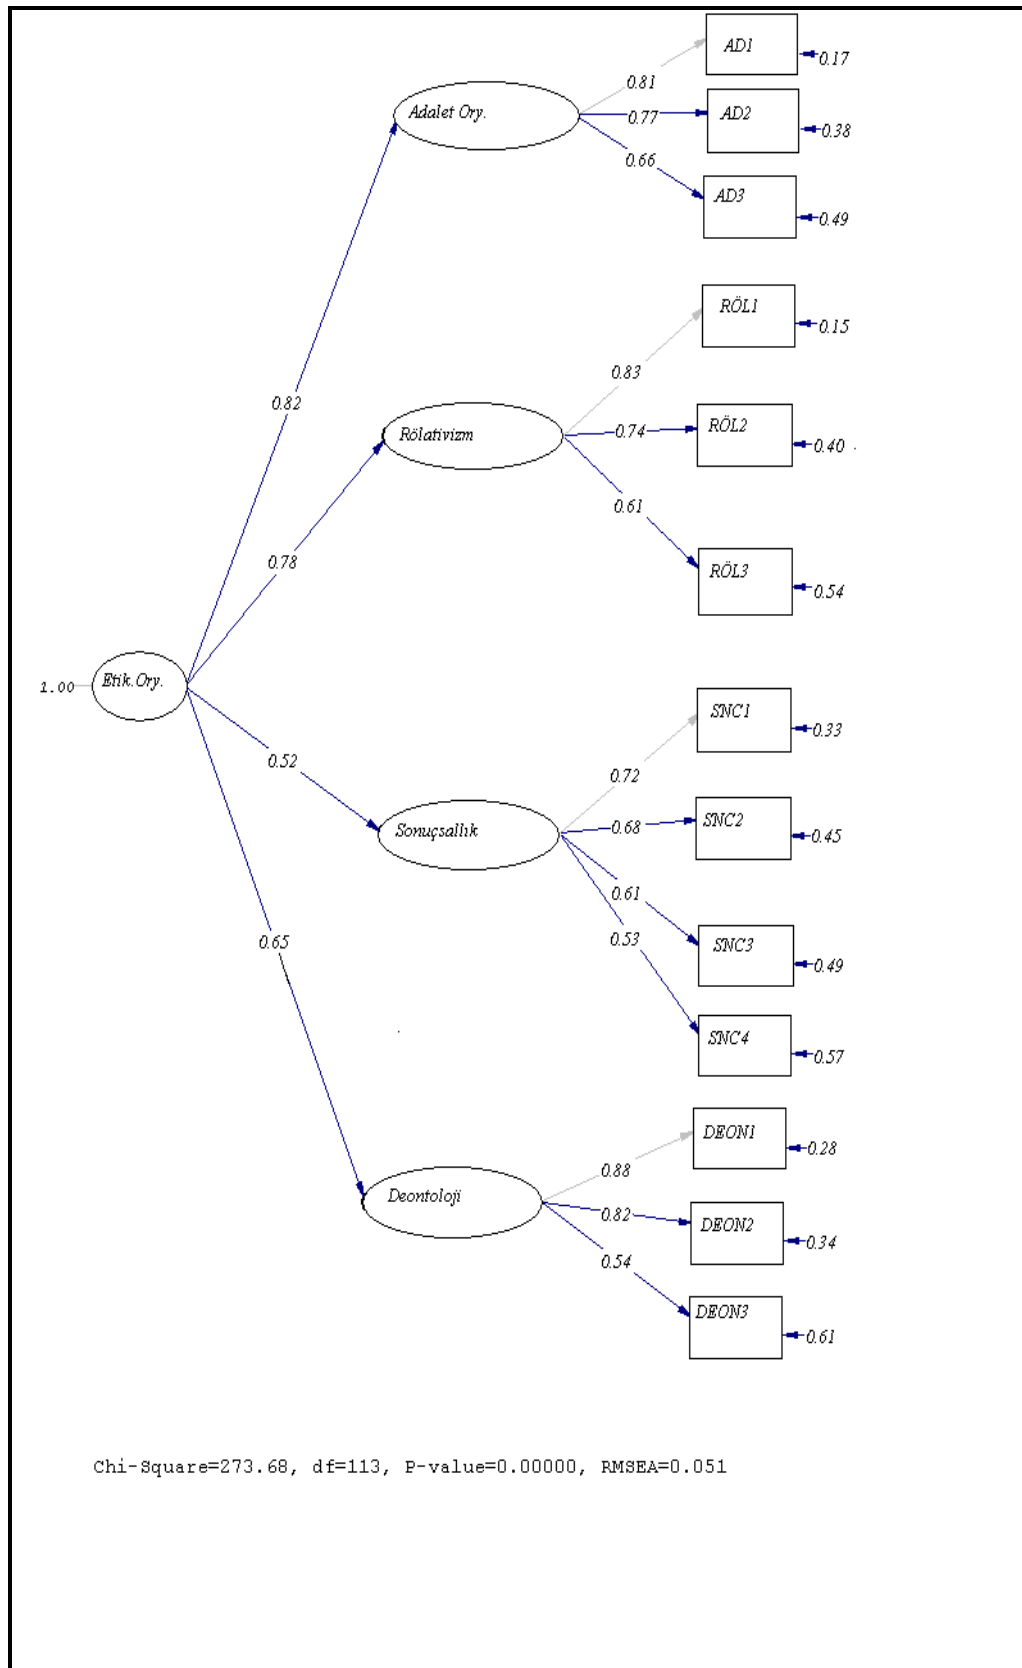 AD1
0.17
0.81
Adalet Ory.
0.77
AD2
0.38
0.66
AD3
0.49
RÖL1
0.15
0.83
0.82
Rölativizm
0.74
RÖL2
0.40
0.61
0.78
RÖL3
0.54
1.00
Etik.Ory.
SNC1
0.33
0.52
0.72
Sonuçsallık
0.68
SNC2
0.45
0.61
0.65
0.53
SNC3
0.49
SNC4
0.57
DEON1
0.28
0.88
Deontoloji
0.82
DEON2
0.34
0.54
DEON3
0.61
Chi-Square=273.68, df=113, P-value=0.00000, RMSEA=0.051